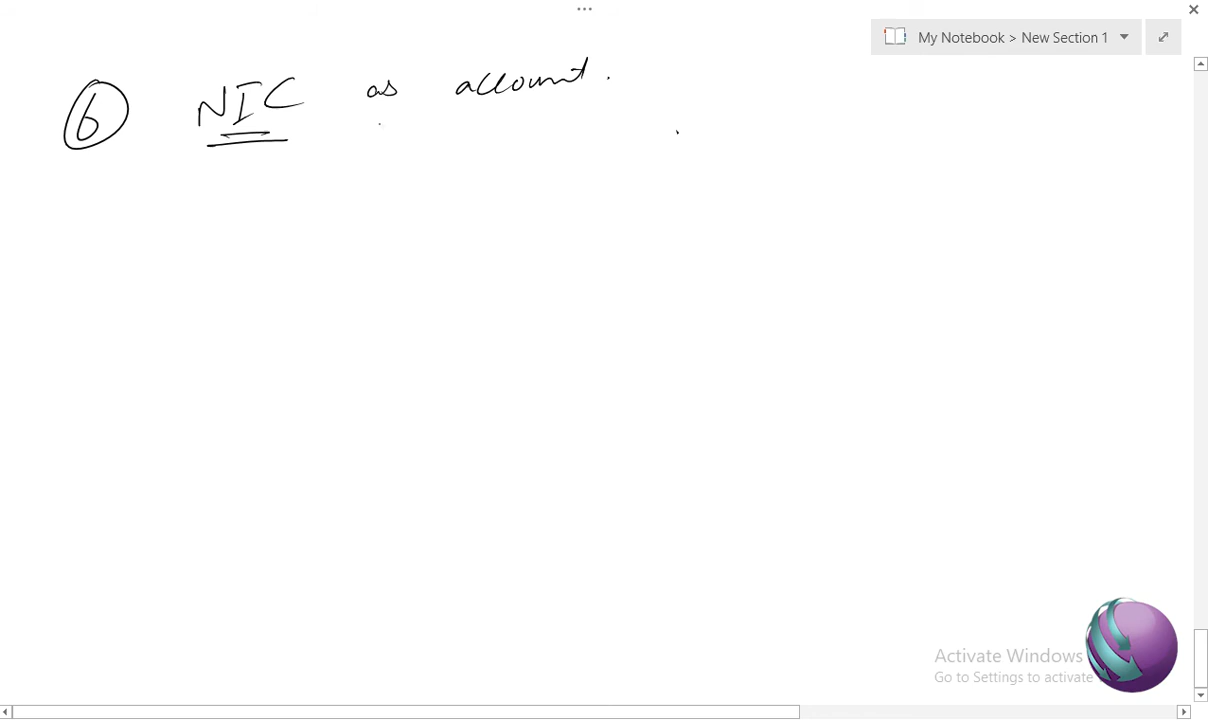 My Notebook > New Section 1
6 NIC as account.
Activate Windows
Go to Settings to activate